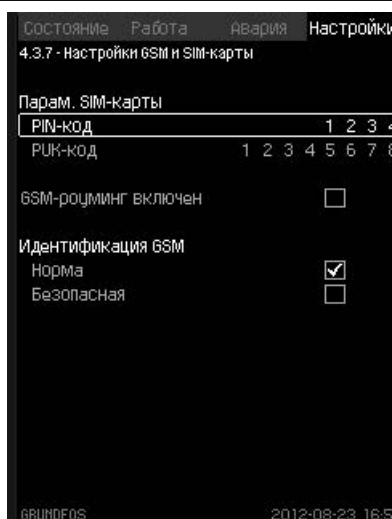 Состояние Работа Авария Настройки
4.3.7 - Настройки GSM и SIM-карты
Парам. SIM-карты
PIN-код 1 2 3 4
PUK-код 1 2 3 4 5 6 7 8
GSM-роуминг включен
Идентификация GSM
Норма
Безопасная
GRUNDFOS 2012-08-23 16:5